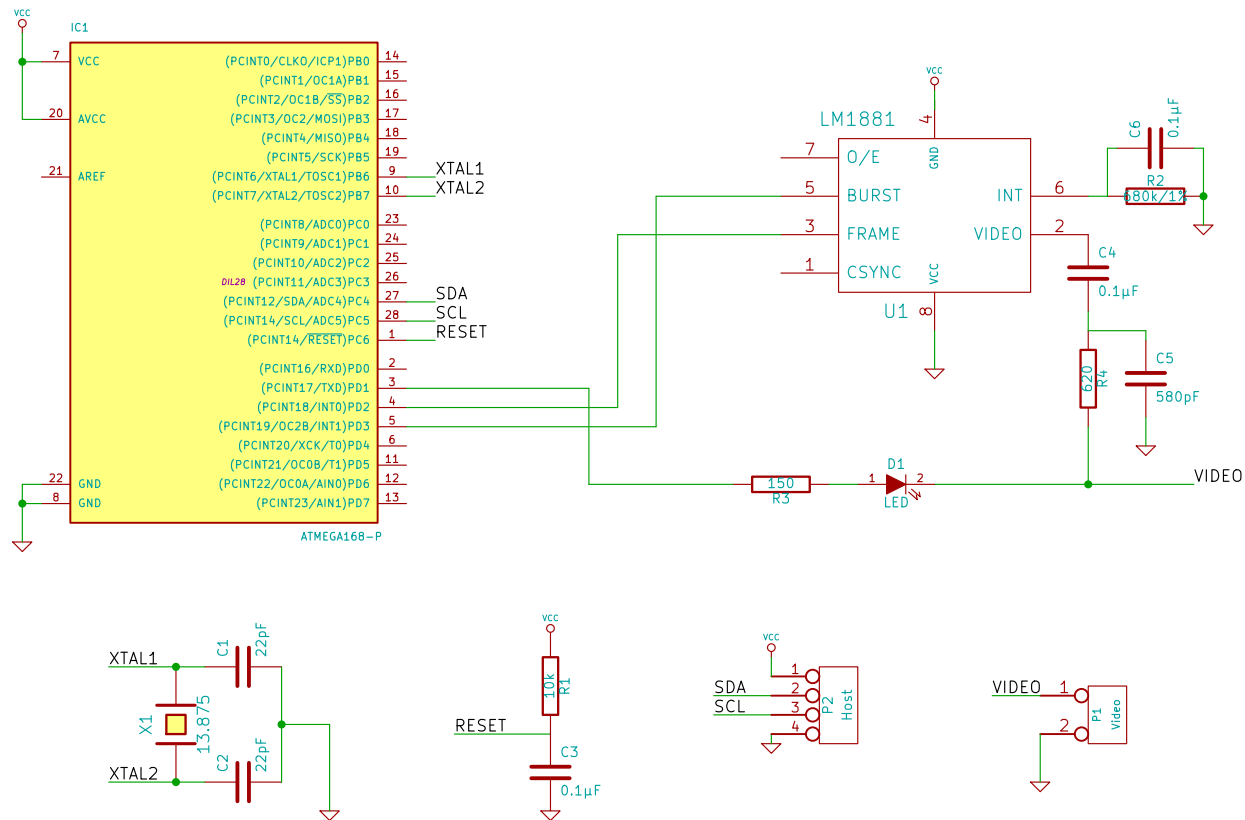 VCC
IC1
7 VCC
20 AVCC
21 AREF
22 GND
8 GND
(PCINT0/CLKO/ICP1)PB0 14
(PCINT1/OC1A)PB1 15
(PCINT2/OC1B/SS)PB2 16
(PCINT3/OC2/MOSI)PB3 17
(PCINT4/MISO)PB4 18
(PCINT5/SCK)PB5 19
(PCINT6/XTAL1/TOSC1)PB6 9 XTAL1
(PCINT7/XTAL2/TOSC2)PB7 10 XTAL2
(PCINT8/ADC0)PC0 23
(PCINT9/ADC1)PC1 24
(PCINT10/ADC2)PC2 25
DIL28 (PCINT11/ADC3)PC3 26
(PCINT12/SDA/ADC4)PC4 27 SDA
(PCINT14/SCL/ADC5)PC5 28 SCL
(PCINT14/RESET)PC6 1 RESET
(PCINT16/RXD)PD0 2
(PCINT17/TXD)PD1 3
(PCINT18/INT0)PD2 4
(PCINT19/OC2B/INT1)PD3 5
(PCINT20/XCK/T0)PD4 6
(PCINT21/OC0B/T1)PD5 11
(PCINT22/OC0A/AIN0)PD6 12
(PCINT23/AIN1)PD7 13
ATMEGA168-P
VCC
LM1881
4
GND
7 O/E
5 BURST
3 FRAME
1 CSYNC
INT 6
VIDEO 2
VCC
8
U1
C6
0.1µF
R2
680k/1%
C4
0.1µF
620
R4
C5
580pF
150
R3
D1
1 2
LED
VIDEO
XTAL1
C1
22pF
X1
13.875
XTAL2
C2
22pF
VCC
10k
R1
RESET
C3
0.1µF
VCC
1
SDA 2
SCL 3
4
P2
Host
VIDEO 1
2
P1
Video